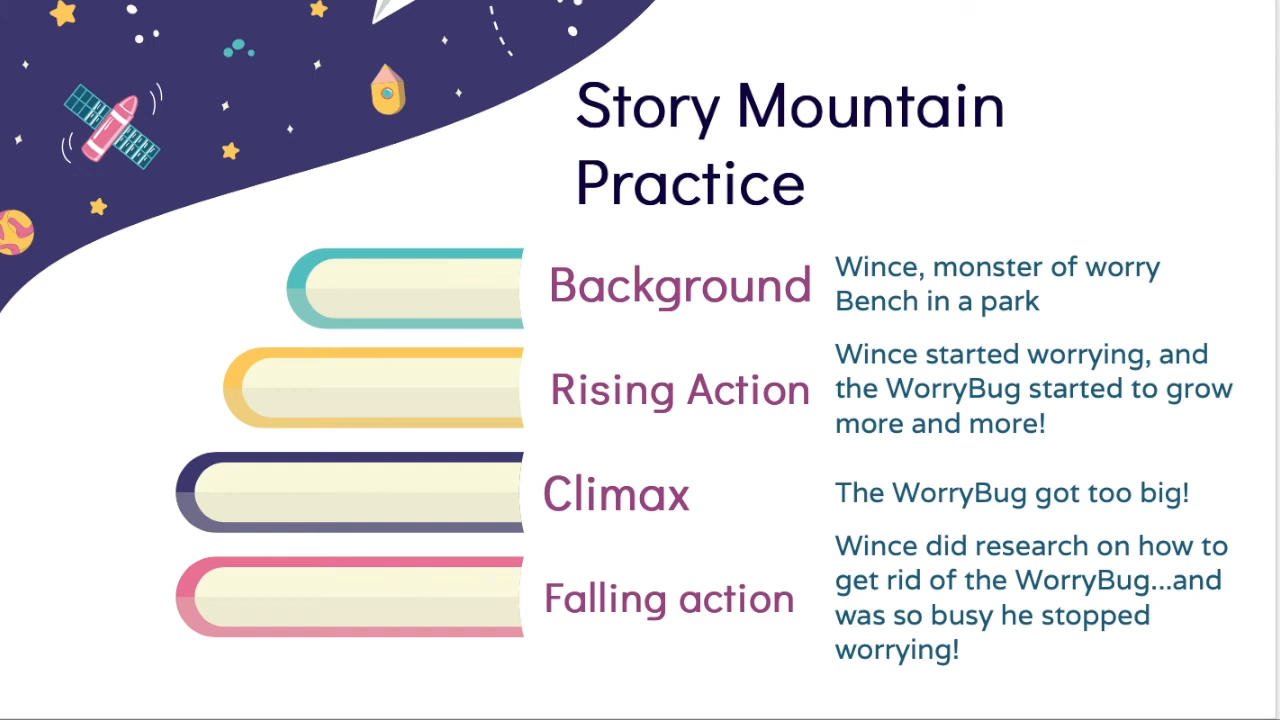 Story Mountain
Practice
Background
Wince, monster of worry
Bench in a park
Rising Action
Wince started worrying, and
the WorryBug started to grow
more and more!
Climax
The WorryBug got too big!
Falling action
Wince did research on how to
get rid of the WorryBug...and
was so busy he stopped
worrying!